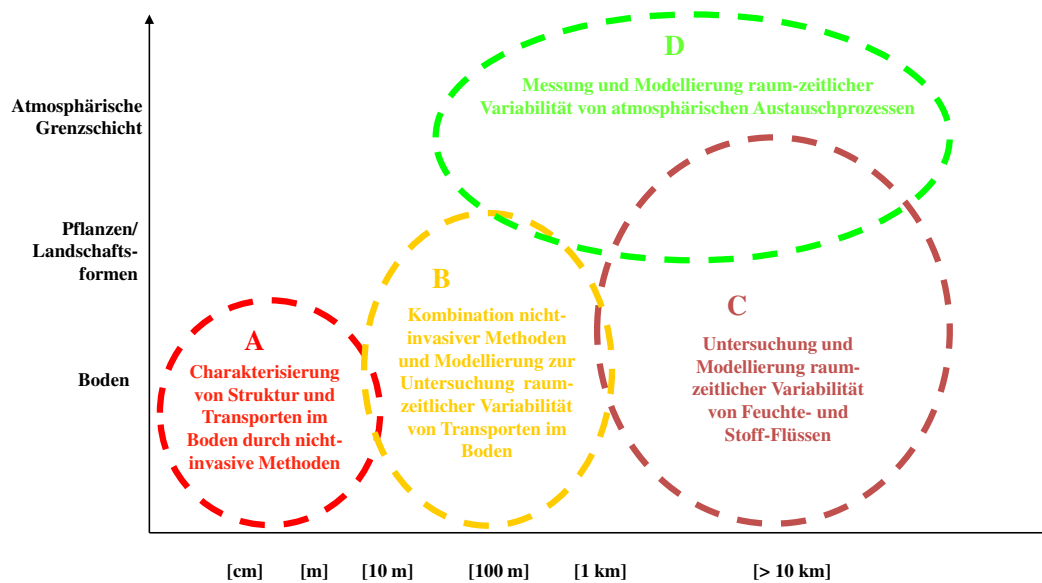 D
Messung und Modellierung raum-zeitlicher
Variabilität von atmosphärischen Austauschprozessen
Atmosphärische
Grenzschicht
Pflanzen/
Landschafts-
formen
Boden
A
Charakterisierung
von Struktur und
Transporten im
Boden durch nicht-
invasive Methoden
B
Kombination nicht-
invasiver Methoden
und Modellierung zur
Untersuchung raum-
zeitlicher Variabilität
von Transporten im
Boden
C
Untersuchung und
Modellierung raum-
zeitlicher Variabilität
von Feuchte- und
Stoff-Flüssen
[cm] [m] [10 m] [100 m] [1 km] [> 10 km]